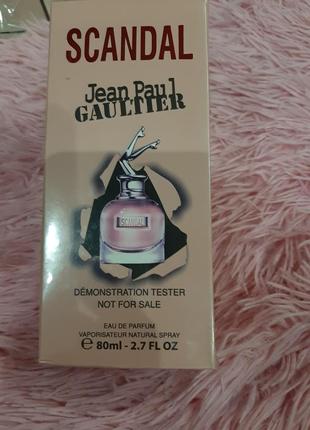 SCANDAL
Jean Paul
GAULTIER
SCANDAL
DÉMONSTRATION TESTER
NOT FOR SALE
EAU DE PARFUM
VAPORISATEUR NATURAL SPRAY
℮ 80ml - 2.7 FL OZ